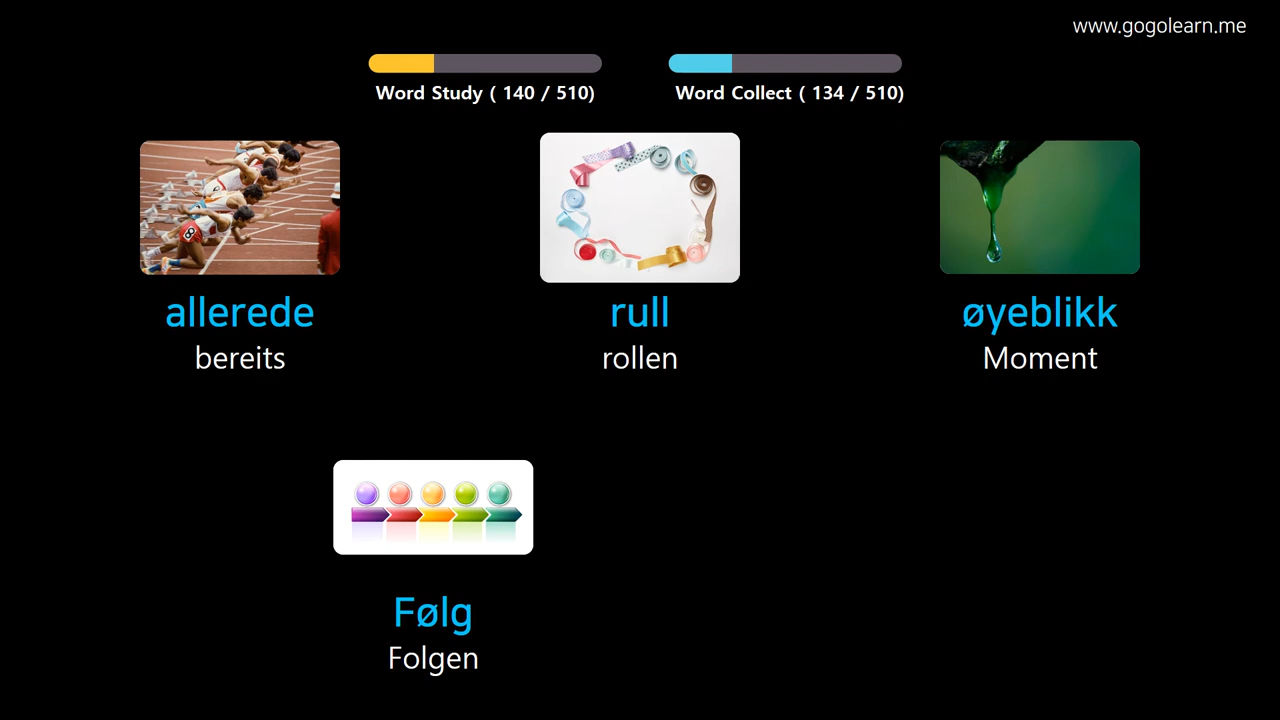 www.gogolearn.me
Word Study ( 140 / 510)
Word Collect ( 134 / 510)
allerede
bereits
rull
rollen
øyeblikk
Moment
Følg
Folgen